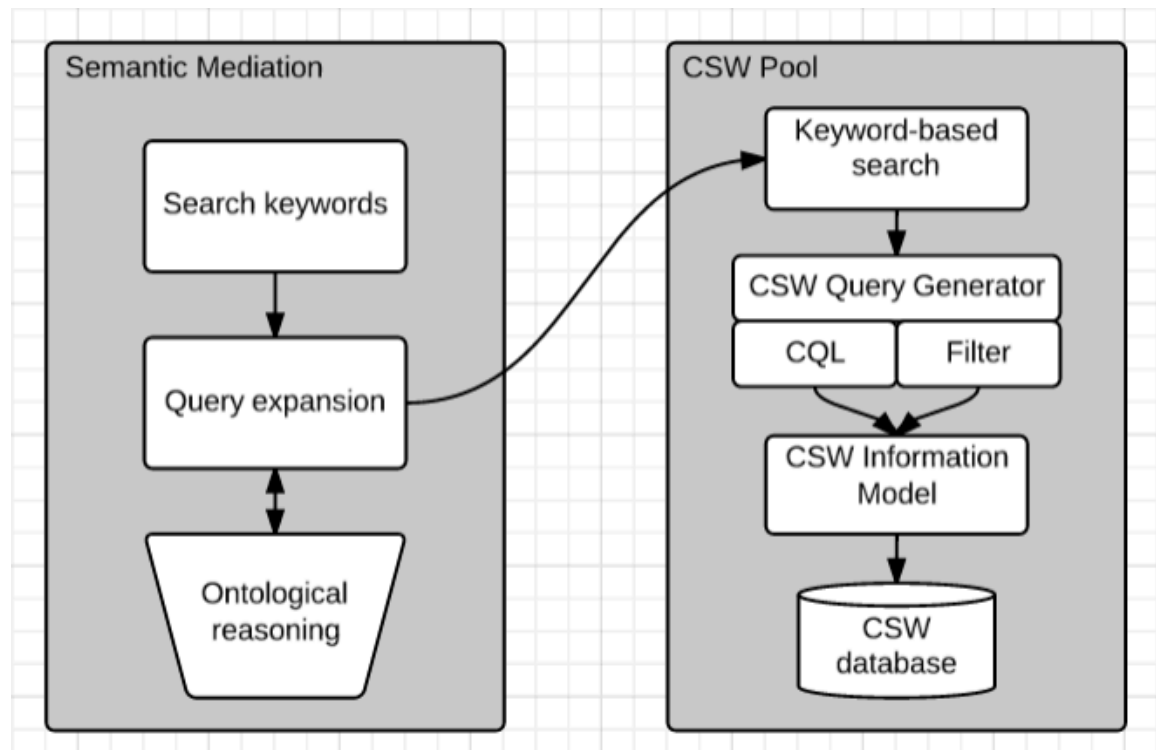 Semantic Mediation
Search keywords
Query expansion
Ontological
reasoning
CSW Pool
Keyword-based
search
CSW Query Generator
CQL
Filter
CSW Information
Model
CSW
database